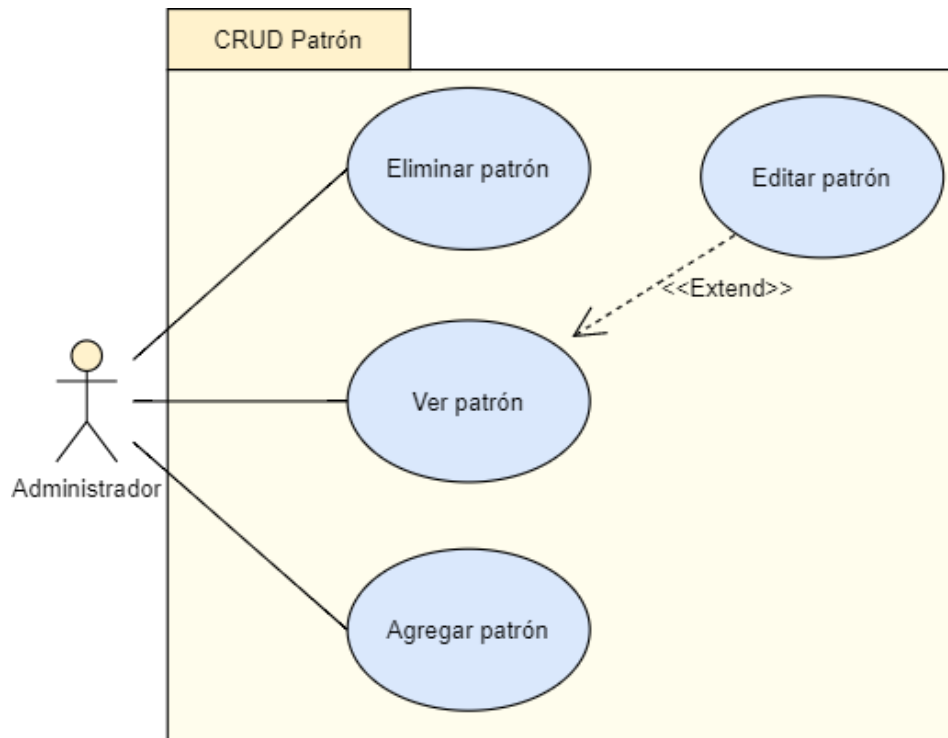 CRUD Patrón
Eliminar patrón
Editar patrón
<<Extend>>
Ver patrón
Administrador
Agregar patrón